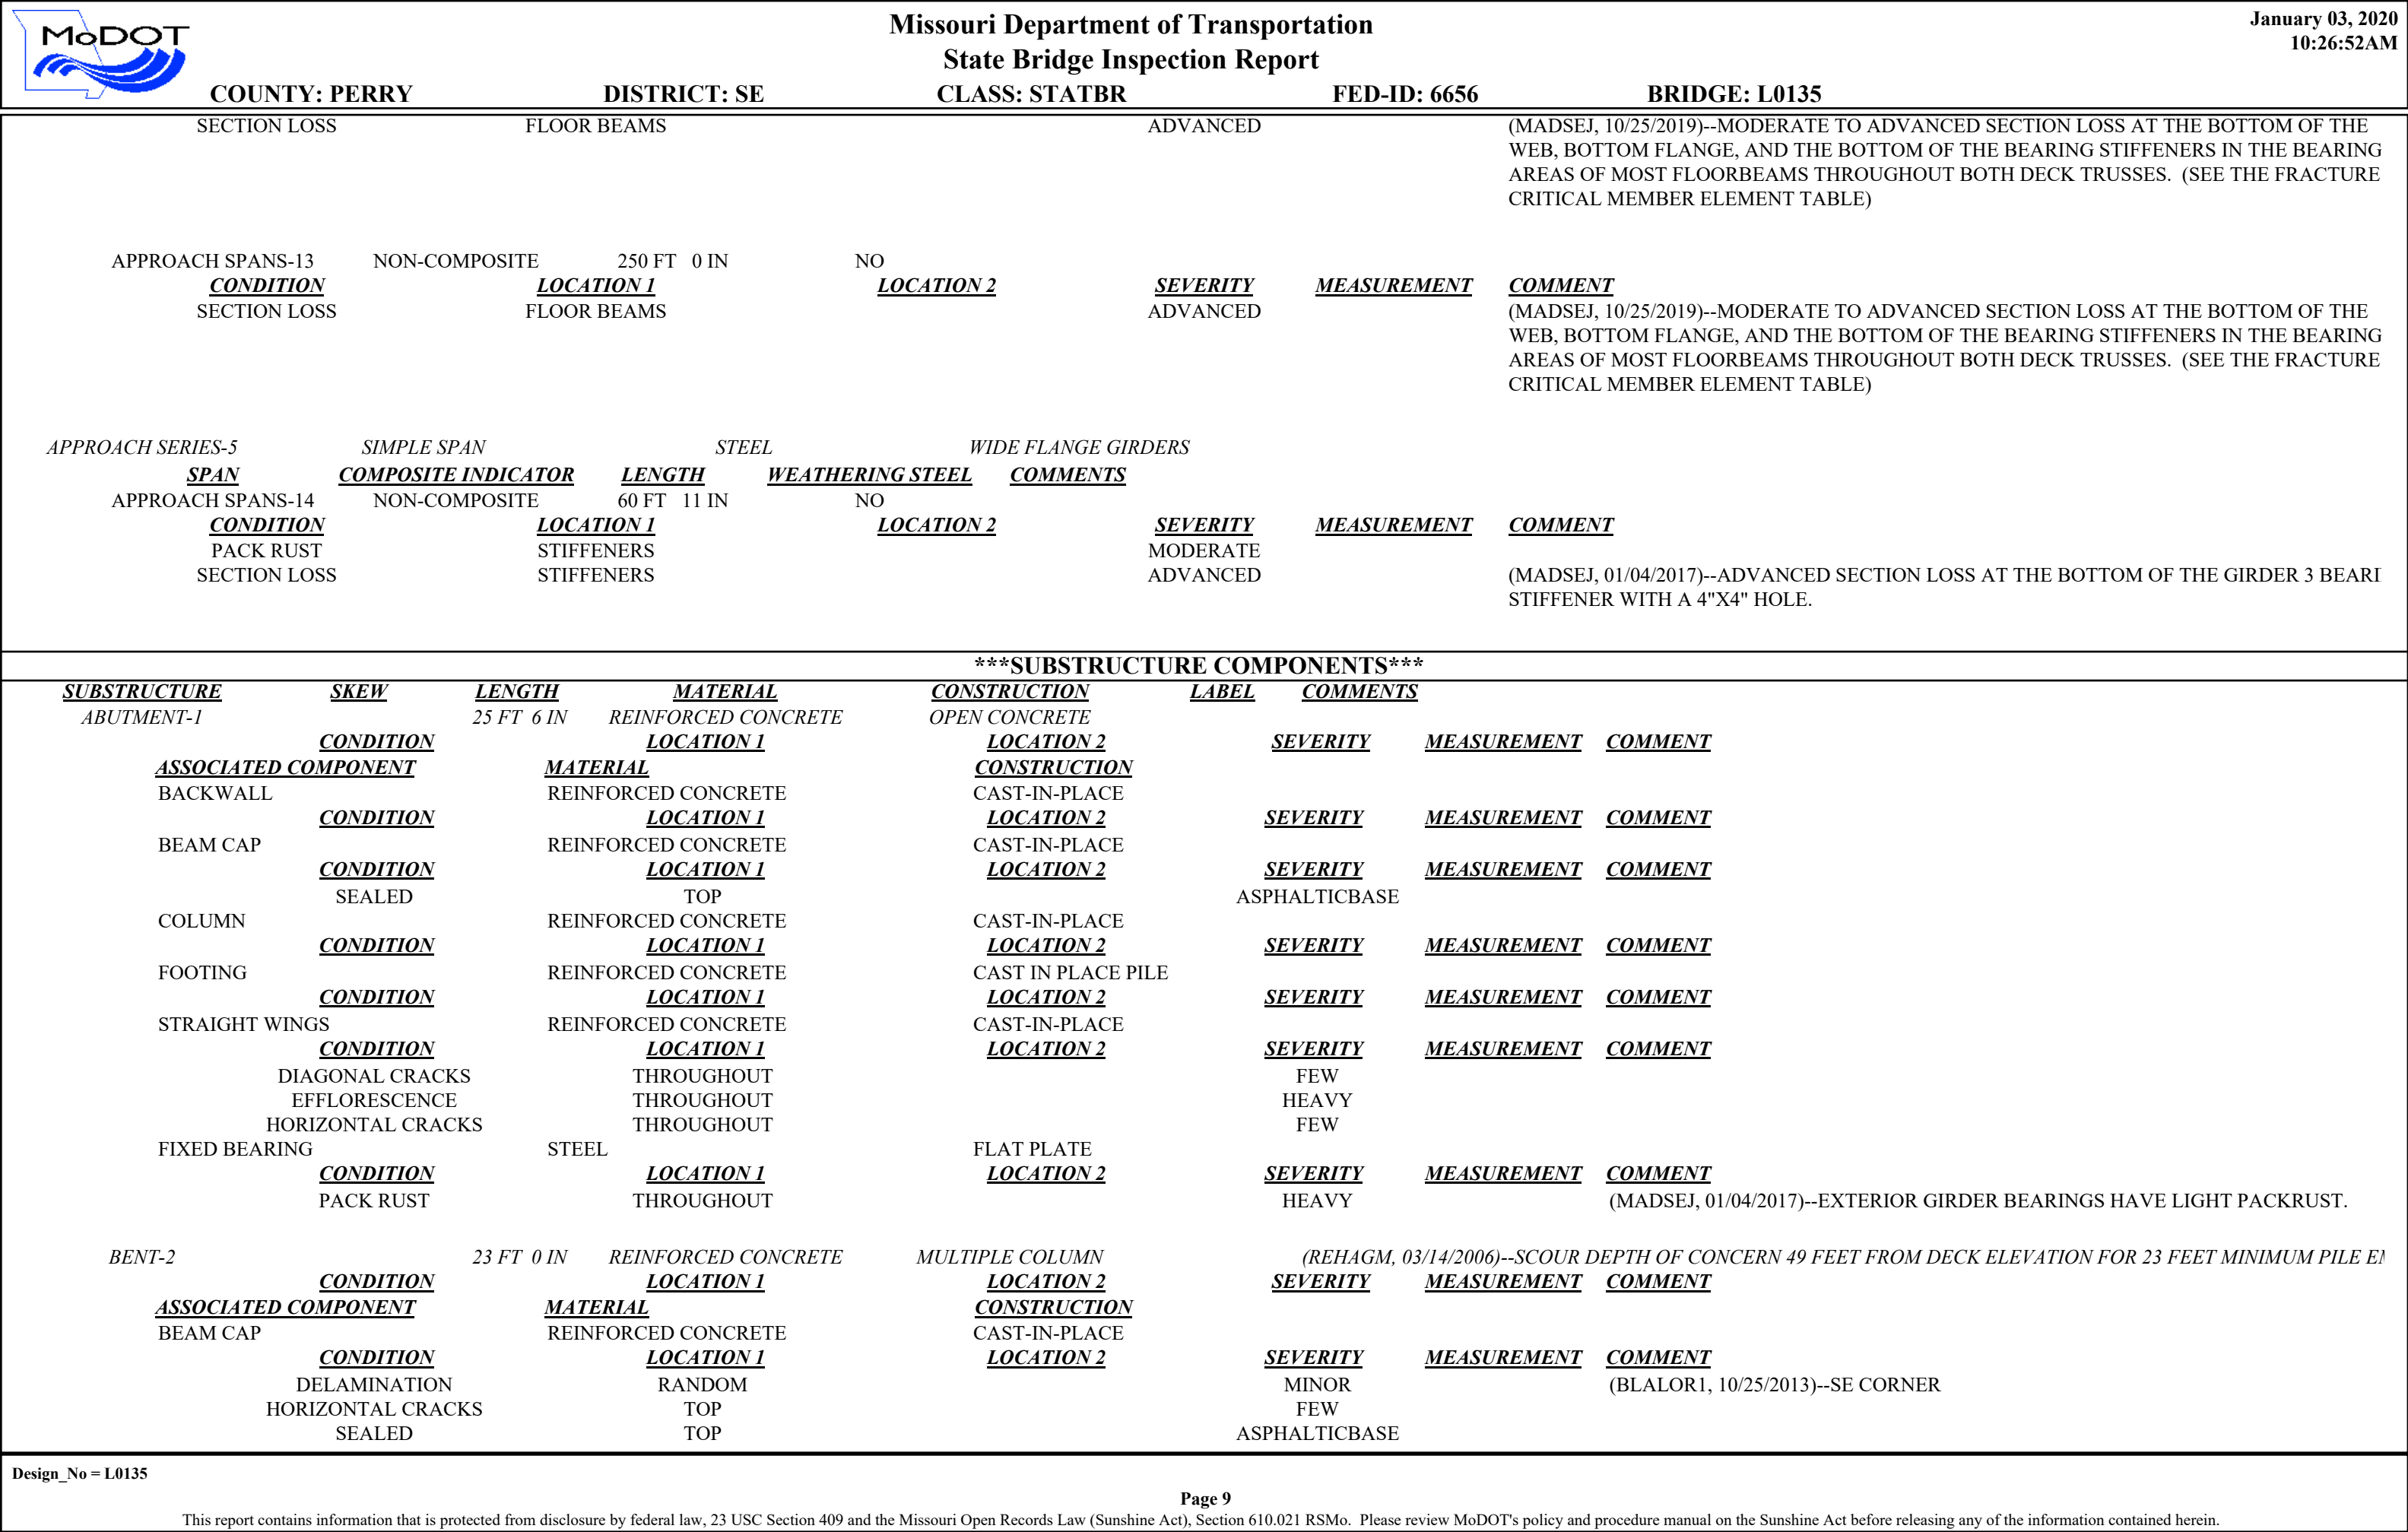 MoDOT
Missouri Department of Transportation
State Bridge Inspection Report
January 03, 2020
10:26:52AM
COUNTY: PERRY DISTRICT: SE CLASS: STATBR FED-ID: 6656 BRIDGE: L0135
SECTION LOSS FLOOR BEAMS ADVANCED (MADSEJ, 10/25/2019)--MODERATE TO ADVANCED SECTION LOSS AT THE BOTTOM OF THE
WEB, BOTTOM FLANGE, AND THE BOTTOM OF THE BEARING STIFFENERS IN THE BEARING
AREAS OF MOST FLOORBEAMS THROUGHOUT BOTH DECK TRUSSES. (SEE THE FRACTURE
CRITICAL MEMBER ELEMENT TABLE)
APPROACH SPANS-13 NON-COMPOSITE 250 FT 0 IN NO
CONDITION LOCATION 1 LOCATION 2 SEVERITY MEASUREMENT COMMENT
SECTION LOSS FLOOR BEAMS ADVANCED (MADSEJ, 10/25/2019)--MODERATE TO ADVANCED SECTION LOSS AT THE BOTTOM OF THE
WEB, BOTTOM FLANGE, AND THE BOTTOM OF THE BEARING STIFFENERS IN THE BEARING
AREAS OF MOST FLOORBEAMS THROUGHOUT BOTH DECK TRUSSES. (SEE THE FRACTURE
CRITICAL MEMBER ELEMENT TABLE)
APPROACH SERIES-5 SIMPLE SPAN STEEL WIDE FLANGE GIRDERS
SPAN COMPOSITE INDICATOR LENGTH WEATHERING STEEL COMMENTS
APPROACH SPANS-14 NON-COMPOSITE 60 FT 11 IN NO
CONDITION LOCATION 1 LOCATION 2 SEVERITY MEASUREMENT COMMENT
PACK RUST STIFFENERS MODERATE
SECTION LOSS STIFFENERS ADVANCED (MADSEJ, 01/04/2017)--ADVANCED SECTION LOSS AT THE BOTTOM OF THE GIRDER 3 BEARI
STIFFENER WITH A 4"X4" HOLE.
***SUBSTRUCTURE COMPONENTS***
SUBSTRUCTURE SKEW LENGTH MATERIAL CONSTRUCTION LABEL COMMENTS
ABUTMENT-1 25 FT 6 IN REINFORCED CONCRETE OPEN CONCRETE
CONDITION LOCATION 1 LOCATION 2 SEVERITY MEASUREMENT COMMENT
ASSOCIATED COMPONENT MATERIAL CONSTRUCTION
BACKWALL REINFORCED CONCRETE CAST-IN-PLACE
CONDITION LOCATION 1 LOCATION 2 SEVERITY MEASUREMENT COMMENT
BEAM CAP REINFORCED CONCRETE CAST-IN-PLACE
CONDITION LOCATION 1 LOCATION 2 SEVERITY MEASUREMENT COMMENT
SEALED TOP ASPHALTICBASE
COLUMN REINFORCED CONCRETE CAST-IN-PLACE
CONDITION LOCATION 1 LOCATION 2 SEVERITY MEASUREMENT COMMENT
FOOTING REINFORCED CONCRETE CAST IN PLACE PILE
CONDITION LOCATION 1 LOCATION 2 SEVERITY MEASUREMENT COMMENT
STRAIGHT WINGS REINFORCED CONCRETE CAST-IN-PLACE
CONDITION LOCATION 1 LOCATION 2 SEVERITY MEASUREMENT COMMENT
DIAGONAL CRACKS THROUGHOUT FEW
EFFLORESCENCE THROUGHOUT HEAVY
HORIZONTAL CRACKS THROUGHOUT FEW
FIXED BEARING STEEL FLAT PLATE
CONDITION LOCATION 1 LOCATION 2 SEVERITY MEASUREMENT COMMENT
PACK RUST THROUGHOUT HEAVY (MADSEJ, 01/04/2017)--EXTERIOR GIRDER BEARINGS HAVE LIGHT PACKRUST.
BENT-2 23 FT 0 IN REINFORCED CONCRETE MULTIPLE COLUMN (REHAGM, 03/14/2006)--SCOUR DEPTH OF CONCERN 49 FEET FROM DECK ELEVATION FOR 23 FEET MINIMUM PILE
CONDITION LOCATION 1 LOCATION 2 SEVERITY MEASUREMENT COMMENT
ASSOCIATED COMPONENT MATERIAL CONSTRUCTION
BEAM CAP REINFORCED CONCRETE CAST-IN-PLACE
CONDITION LOCATION 1 LOCATION 2 SEVERITY MEASUREMENT COMMENT
DELAMINATION RANDOM MINOR (BLALOR1, 10/25/2013)--SE CORNER
HORIZONTAL CRACKS TOP FEW
SEALED TOP ASPHALTICBASE
Design_No = L0135
Page 9
This report contains information that is protected from disclosure by federal law, 23 USC Section 409 and the Missouri Open Records Law (Sunshine Act), Section 610.021 RSMo. Please review MoDOT's policy and procedure manual on the Sunshine Act before releasing any of the information contained herein.